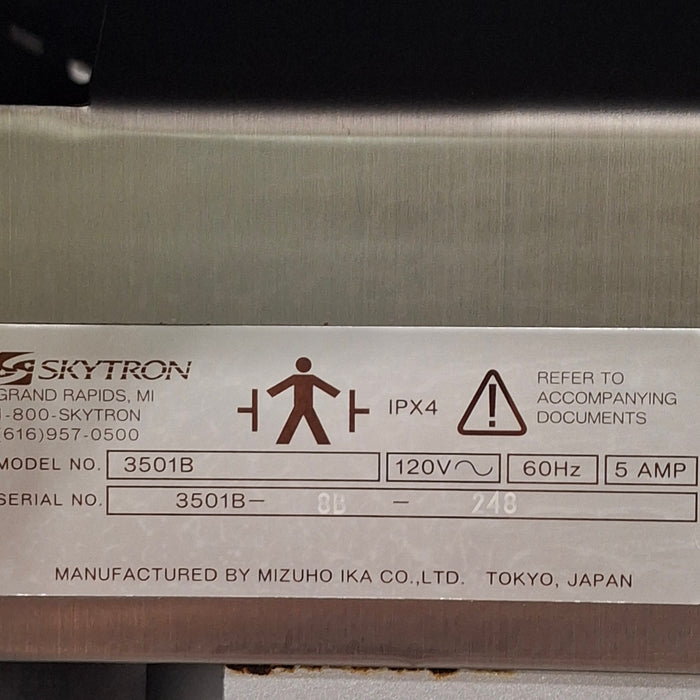 SKYTRON
GRAND RAPIDS, MI
1-800-SKYTRON
(616)957-0500
IPX4
REFER TO
ACCOMPANYING
DOCUMENTS
MODEL NO. 3501B 120V 60Hz 5 AMP
SERIAL NO. 3501B- 8B - 248
MANUFACTURED BY MIZUHO IKA CO.,LTD. TOKYO, JAPAN